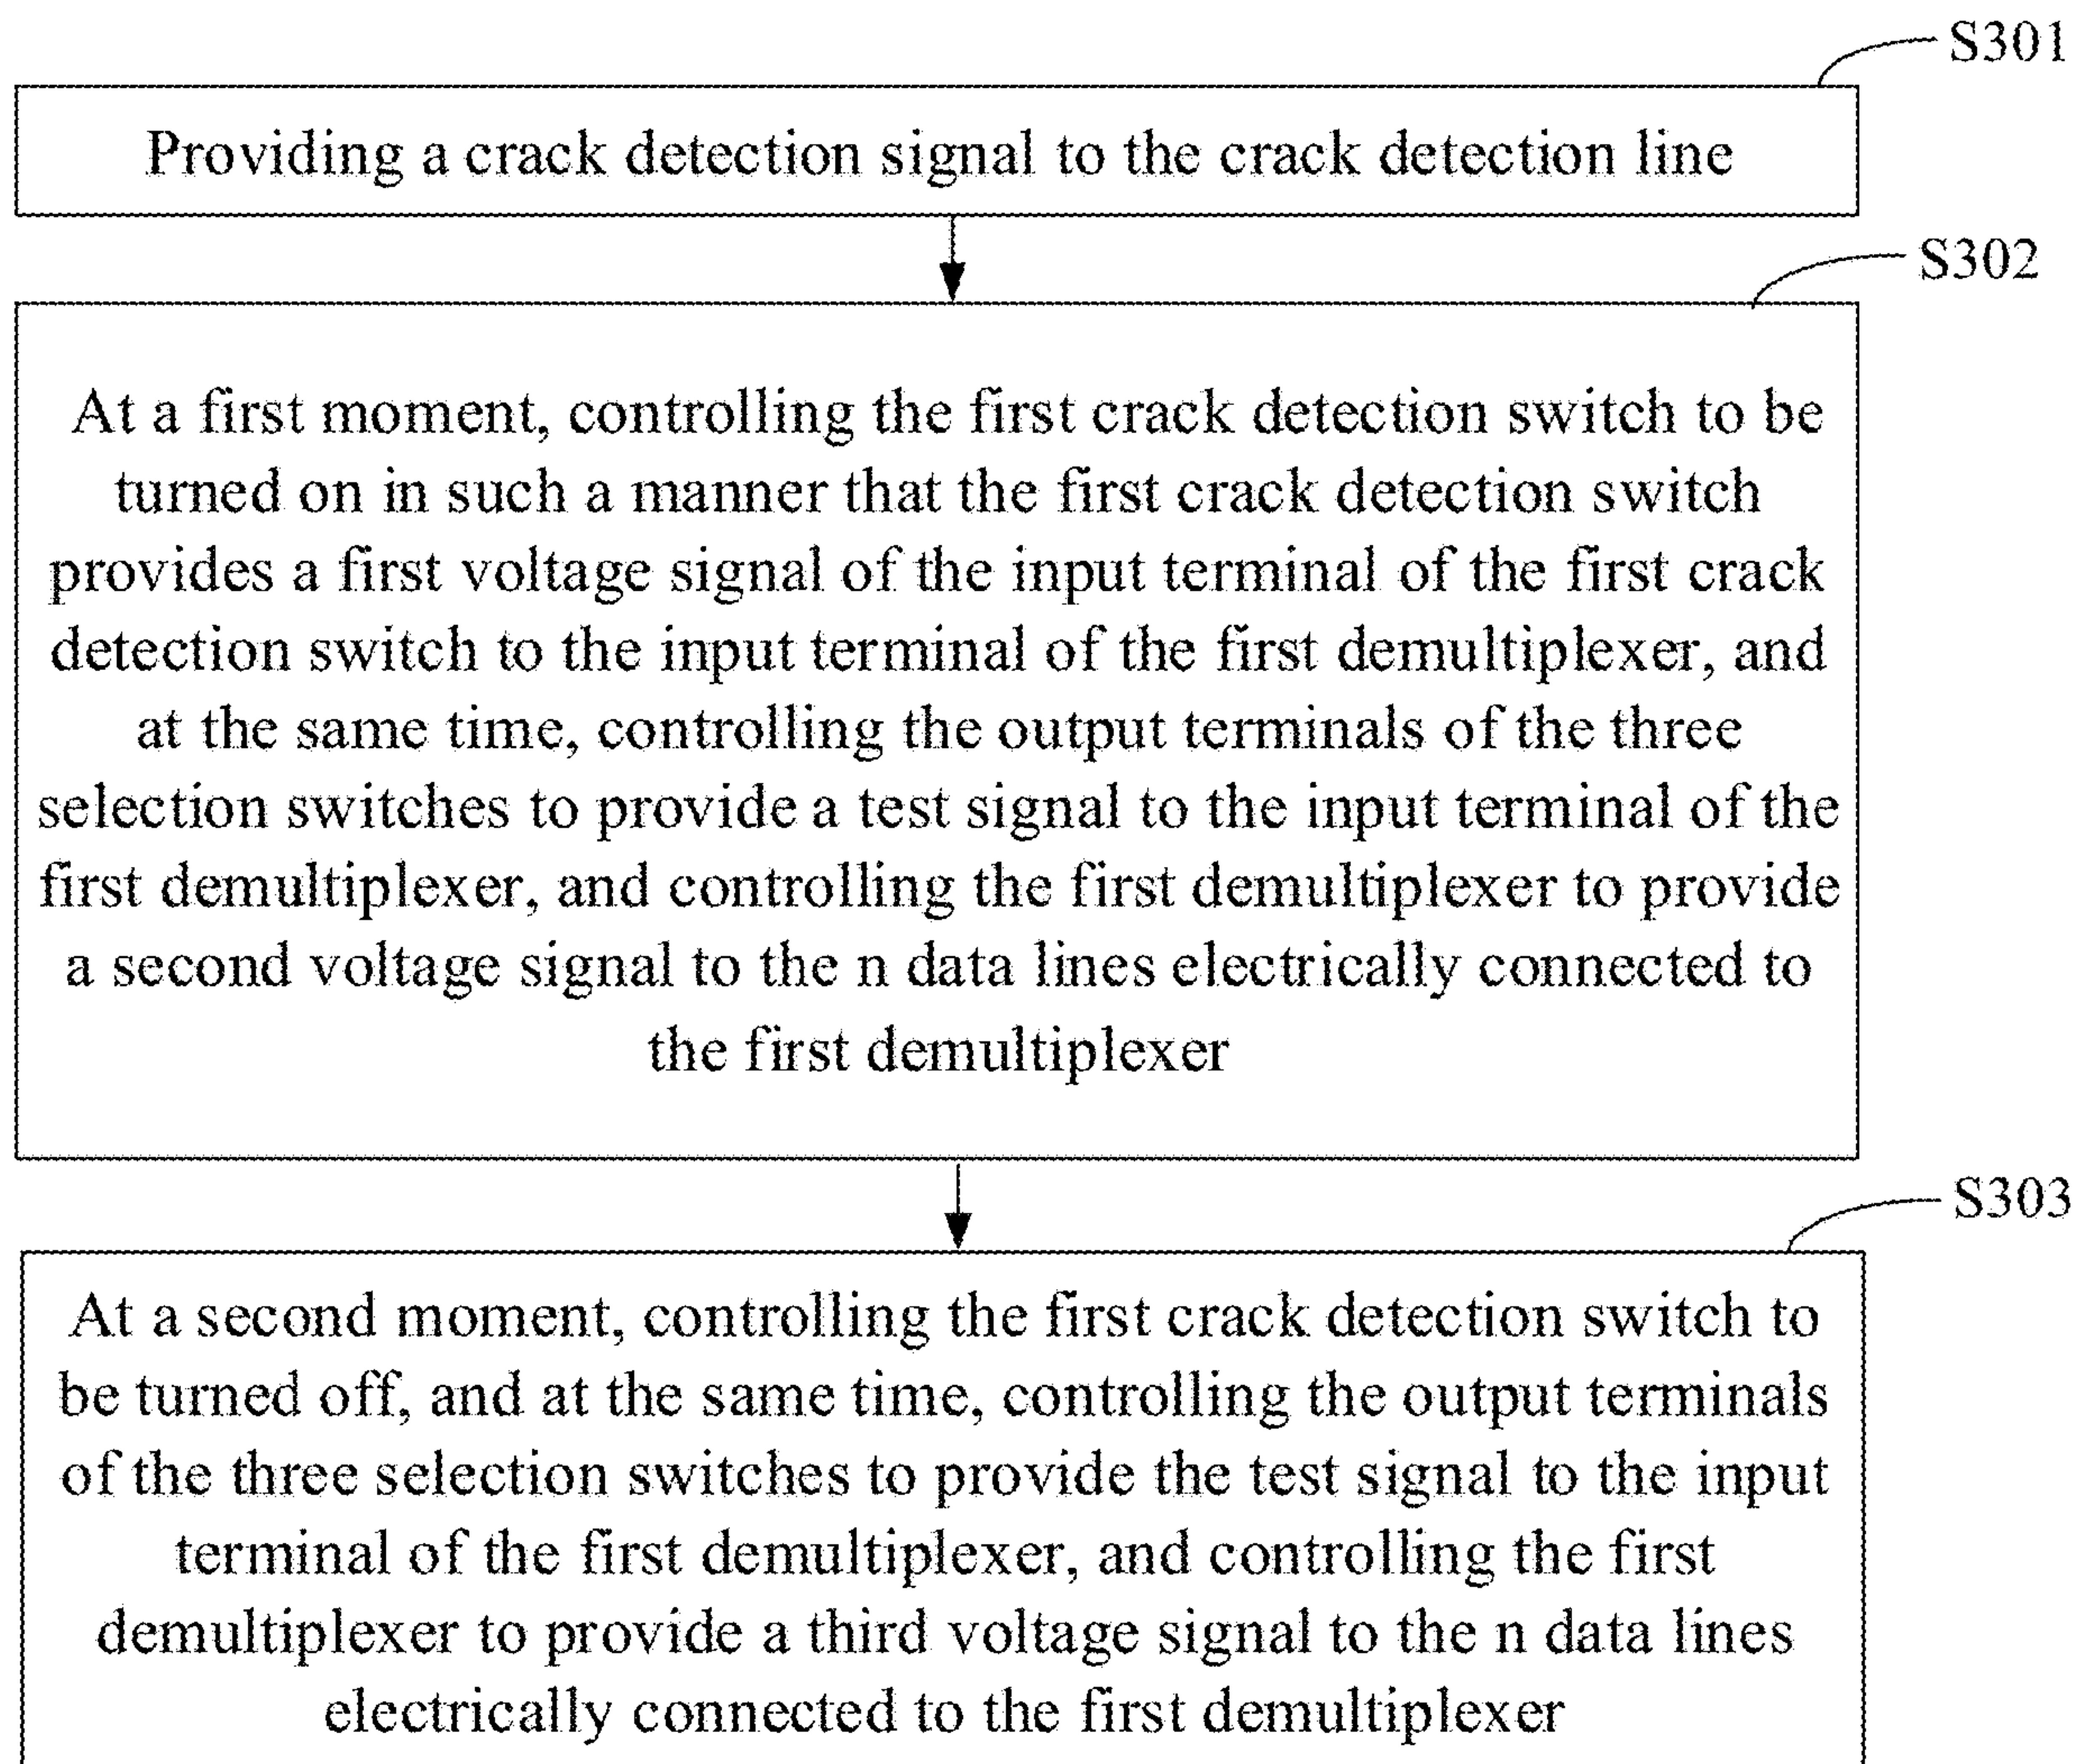 S301
Providing a crack detection signal to the crack detection line
S302
At a first moment, controlling the first crack detection switch to be
turned on in such a manner that the first crack detection switch
provides a first voltage signal of the input terminal of the first crack
detection switch to the input terminal of the first demultiplexer, and
at the same time, controlling the output terminals of the three
selection switches to provide a test signal to the input terminal of the
first demultiplexer, and controlling the first demultiplexer to provide
a second voltage signal to the n data lines electrically connected to
the first demultiplexer
S303
At a second moment, controlling the first crack detection switch to
be turned off, and at the same time, controlling the output terminals
of the three selection switches to provide the test signal to the input
terminal of the first demultiplexer, and controlling the first
demultiplexer to provide a third voltage signal to the n data lines
electrically connected to the first demultiplexer